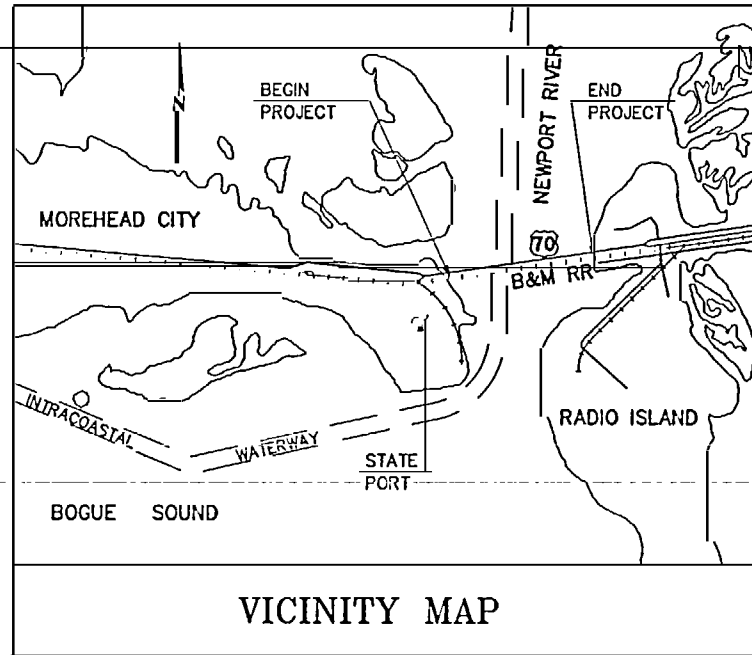 BEGIN
PROJECT
NEWPORT RIVER
END
PROJECT
N
MOREHEAD CITY
70
B&M RR
INTRACOASTAL
WATERWAY
RADIO ISLAND
STATE
PORT
BOGUE SOUND
VICINITY MAP